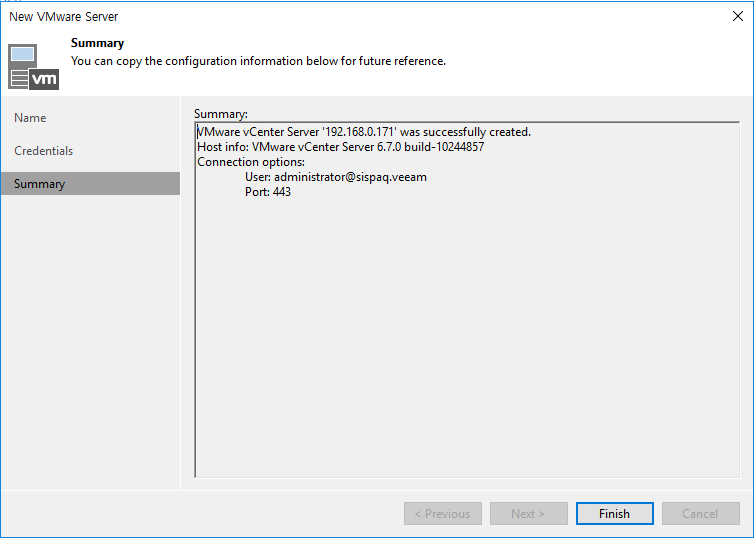 New VMware Server
Summary
You can copy the configuration information below for future reference.
vm
Name
Credentials
Summary
Summary:
VMware vCenter Server '192.168.0.171' was successfully created.
Host info: VMware vCenter Server 6.7.0 build-10244857
Connection options:
User: administrator@sispaq.veeam
Port: 443
< Previous
Next >
Finish
Cancel